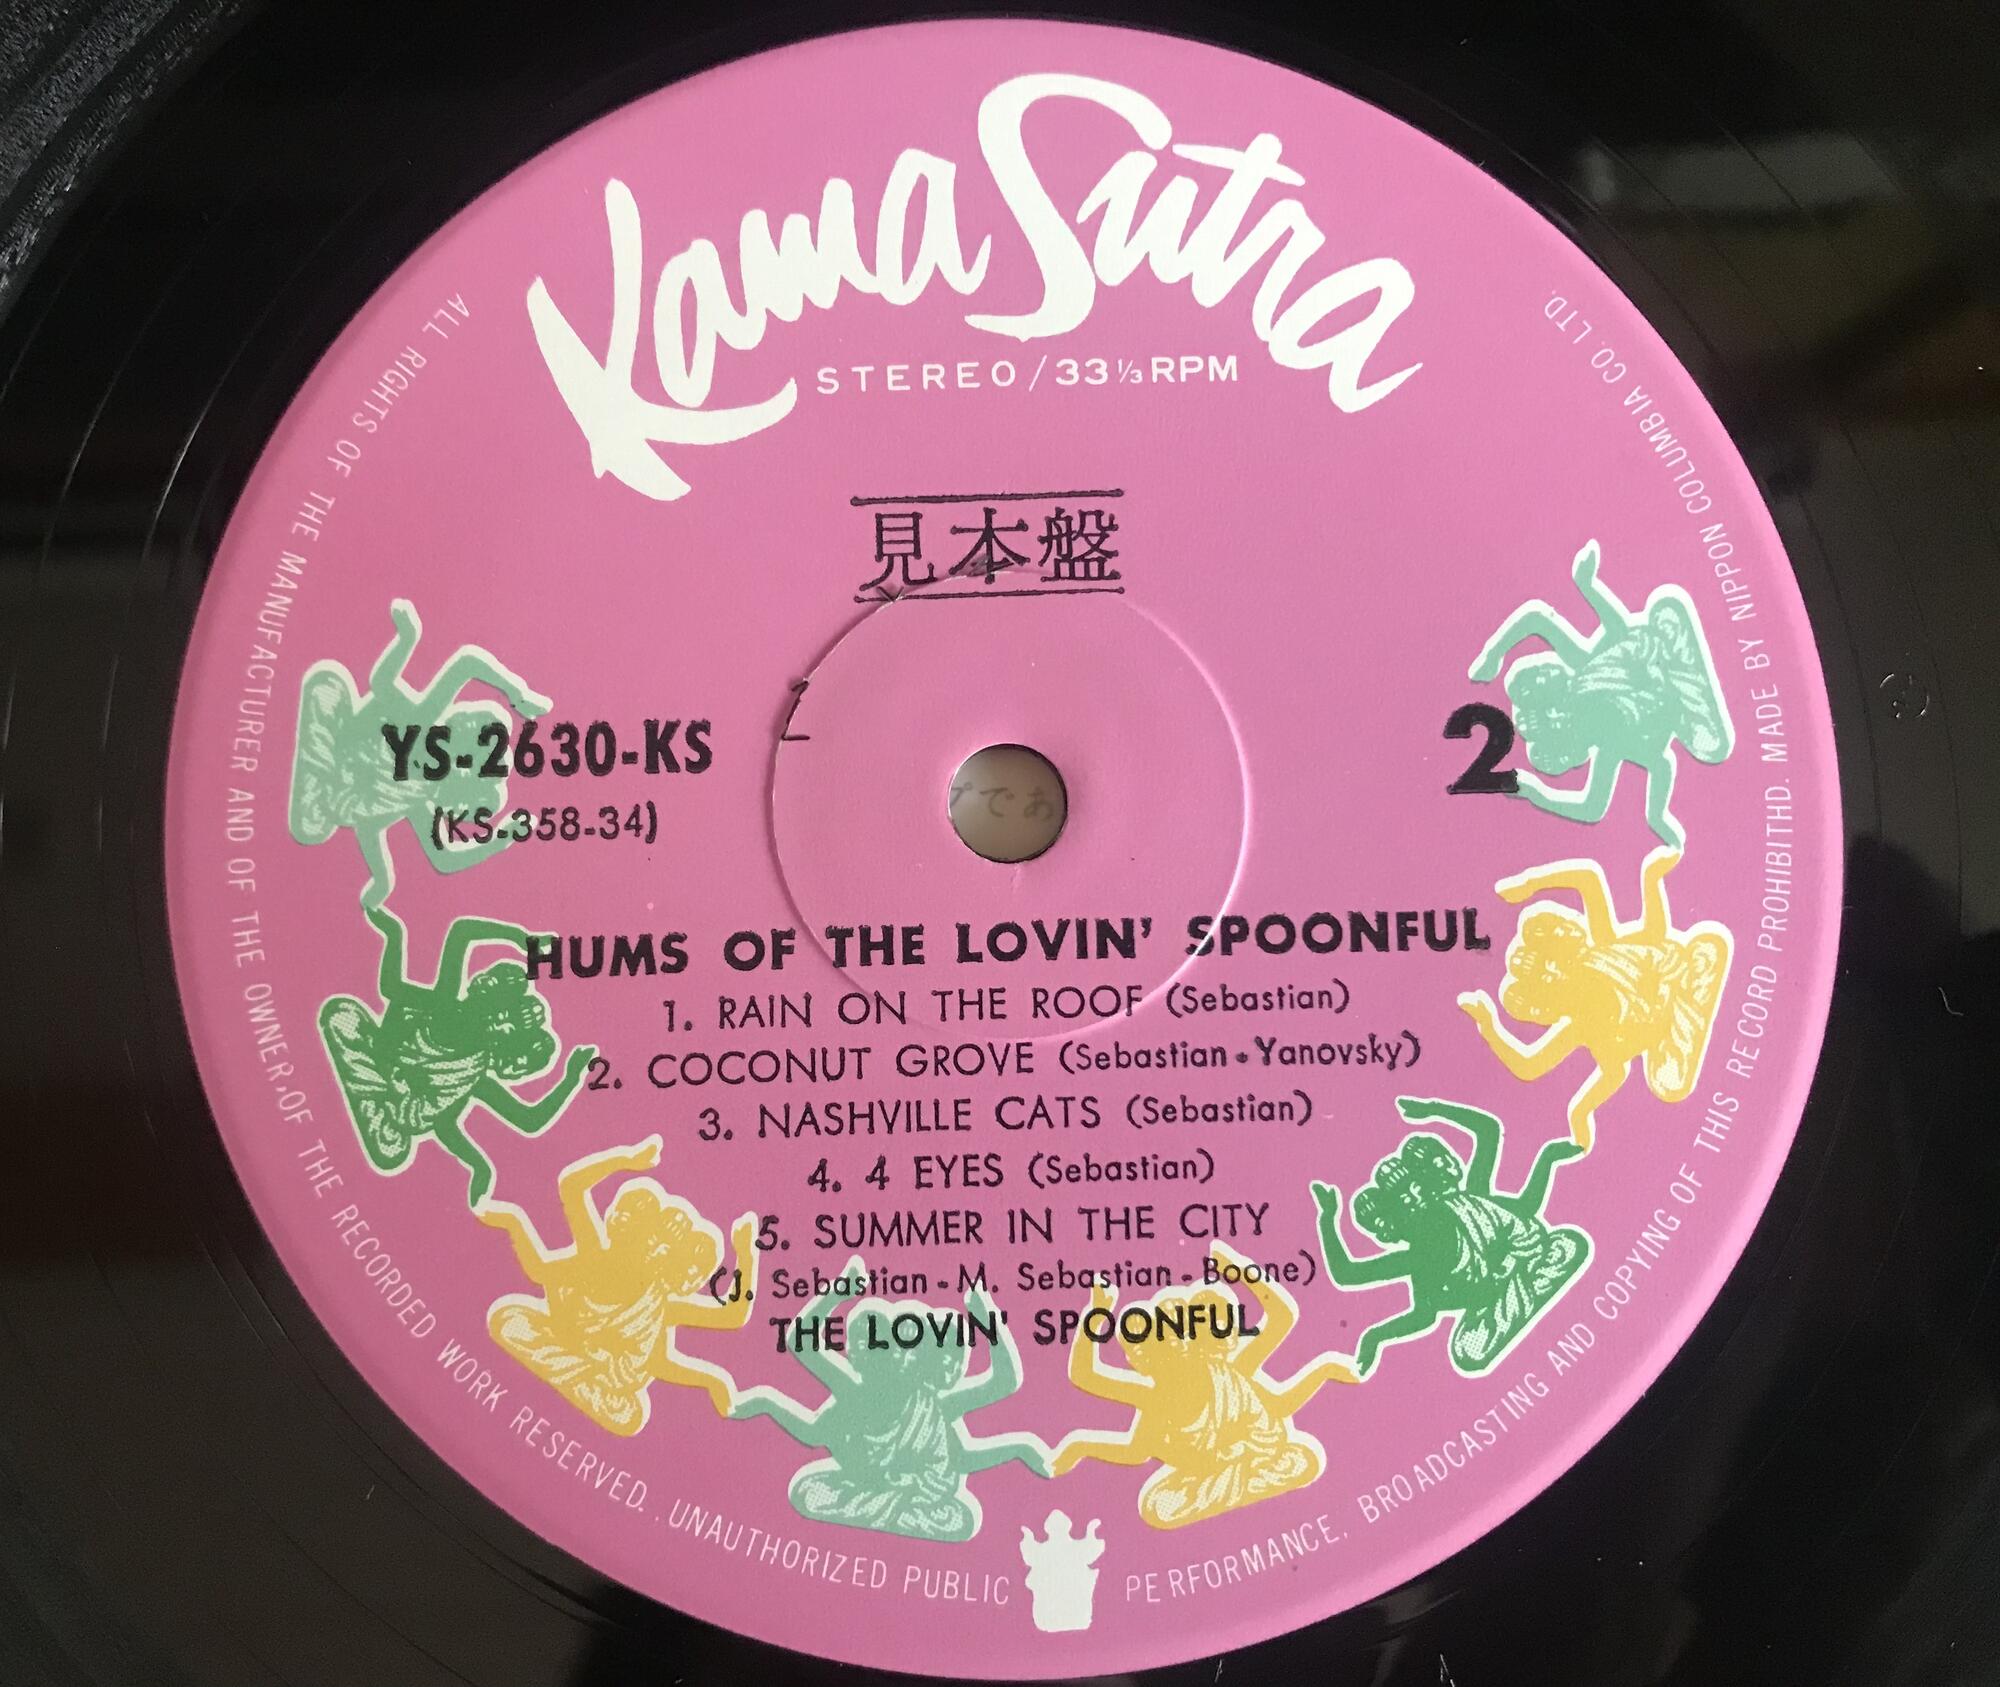 Kama Sutra
STEREO / 33⅓ RPM
見本盤
YS-2630-KS
(KS-358-34)
2
HUMS OF THE LOVIN' SPOONFUL
1. RAIN ON THE ROOF (Sebastian)
2. COCONUT GROVE (Sebastian・Yanovsky)
3. NASHVILLE CATS (Sebastian)
4. 4 EYES (Sebastian)
5. SUMMER IN THE CITY
(J. Sebastian - M. Sebastian - Boone)
THE LOVIN' SPOONFUL
ALL RIGHTS OF THE MANUFACTURER AND OF THE OWNER, OF THE RECORDED WORK RESERVED. UNAUTHORIZED PUBLIC PERFORMANCE, BROADCASTING AND COPYING OF THIS RECORD PROHIBITHD. MADE BY NIPPON COLUMBIA CO. LTD.
であ